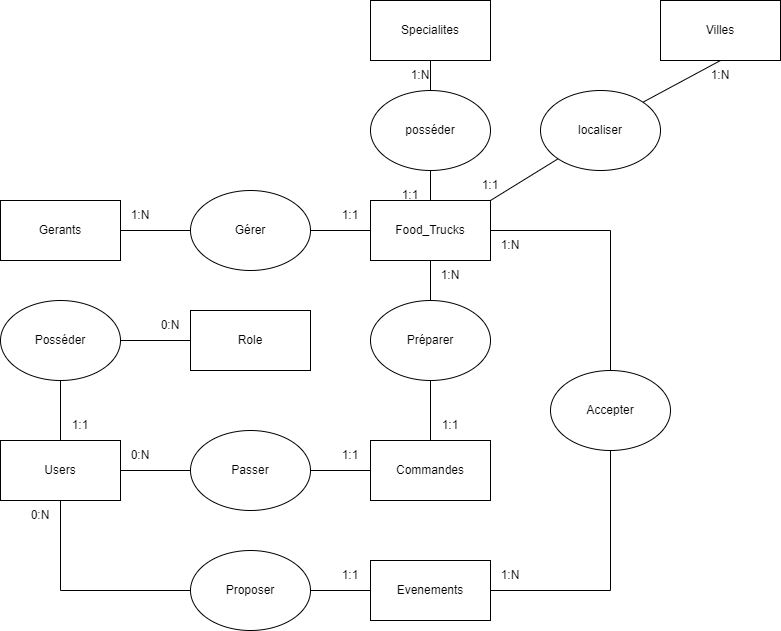 Specialites
Villes
1:N
1:N
posséder
localiser
1:1
1:1
Gerants
1:N
Gérer
1:1
Food_Trucks
1:N
1:N
Posséder
0:N
Role
Préparer
Accepter
1:1
1:1
Users
0:N
Passer
1:1
Commandes
0:N
Proposer
1:1
Evenements
1:N